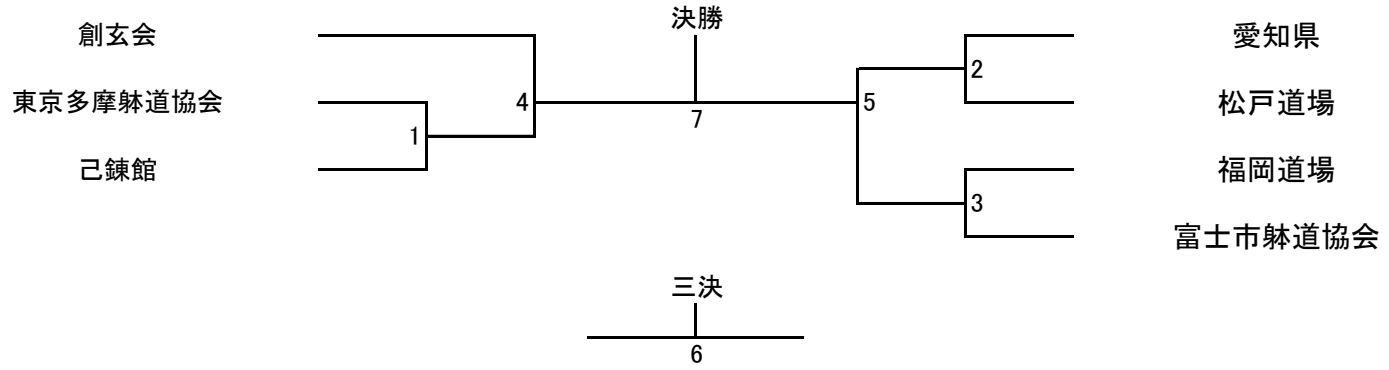 決勝
創玄会
愛知県
2
東京多摩躰道協会
4
5
松戸道場
7
1
己錬館
福岡道場
3
富士市躰道協会
三決
6